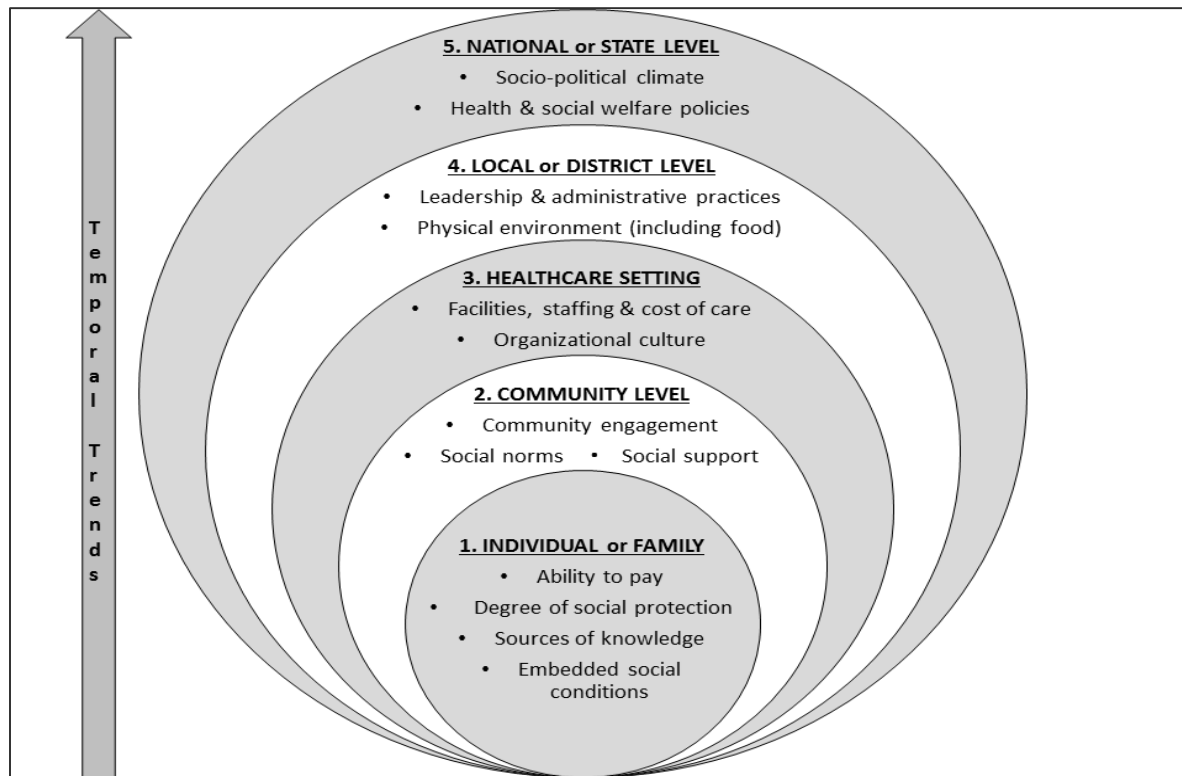 Temporal Trends
5. NATIONAL or STATE LEVEL
• Socio-political climate
• Health & social welfare policies
4. LOCAL or DISTRICT LEVEL
• Leadership & administrative practices
• Physical environment (including food)
3. HEALTHCARE SETTING
• Facilities, staffing & cost of care
• Organizational culture
2. COMMUNITY LEVEL
• Community engagement
• Social norms • Social support
1. INDIVIDUAL or FAMILY
• Ability to pay
• Degree of social protection
• Sources of knowledge
• Embedded social
conditions